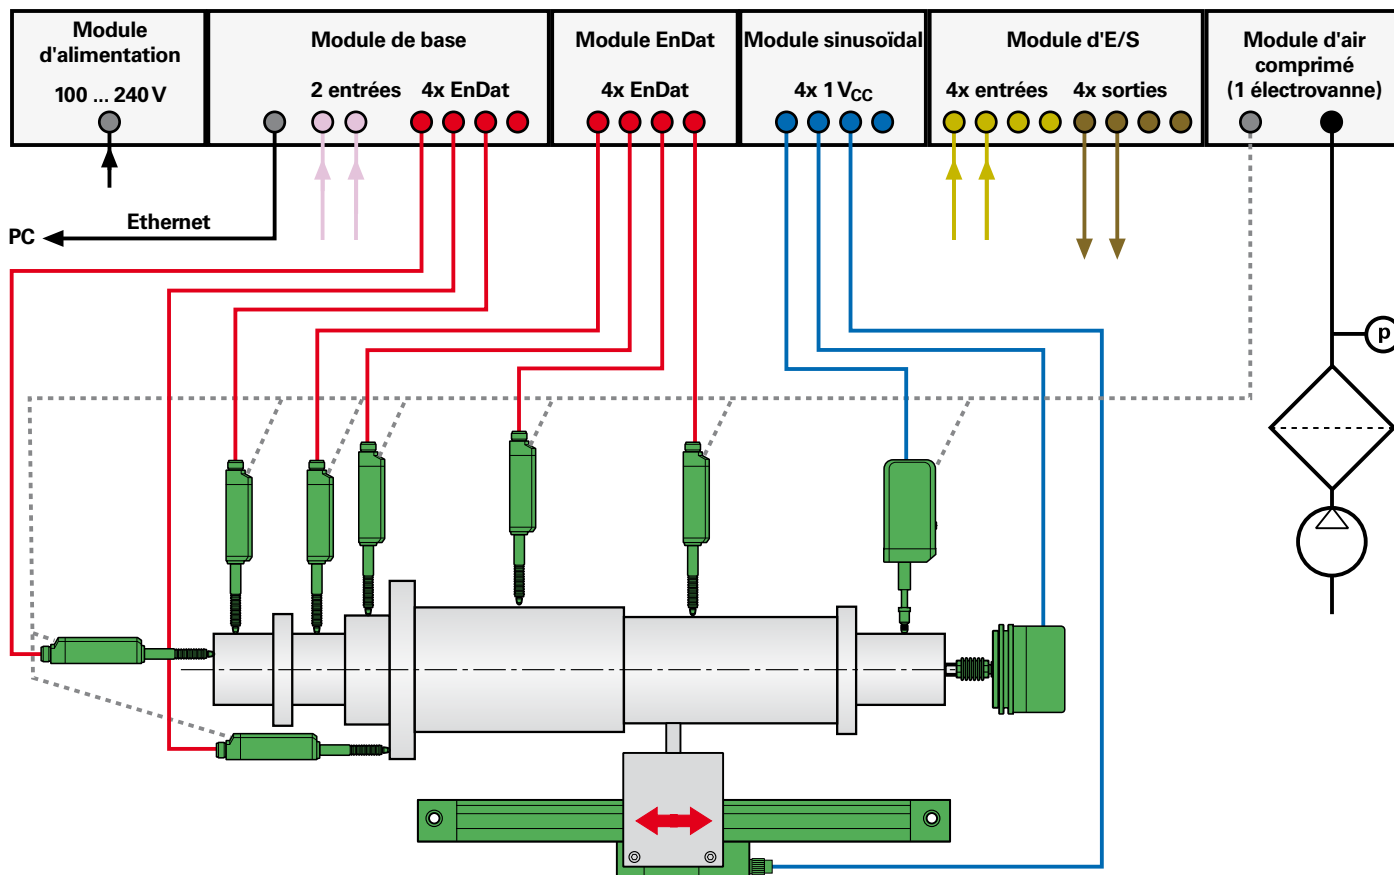 Module
d'alimentation
100 ... 240 V
Module de base
2 entrées
4x EnDat
Module EnDat
4x EnDat
Module sinusoïdal
4x 1 VCC
Module d'E/S
4x entrées
4x sorties
Module d'air
comprimé
(1 électrovanne)
Ethernet
PC
p